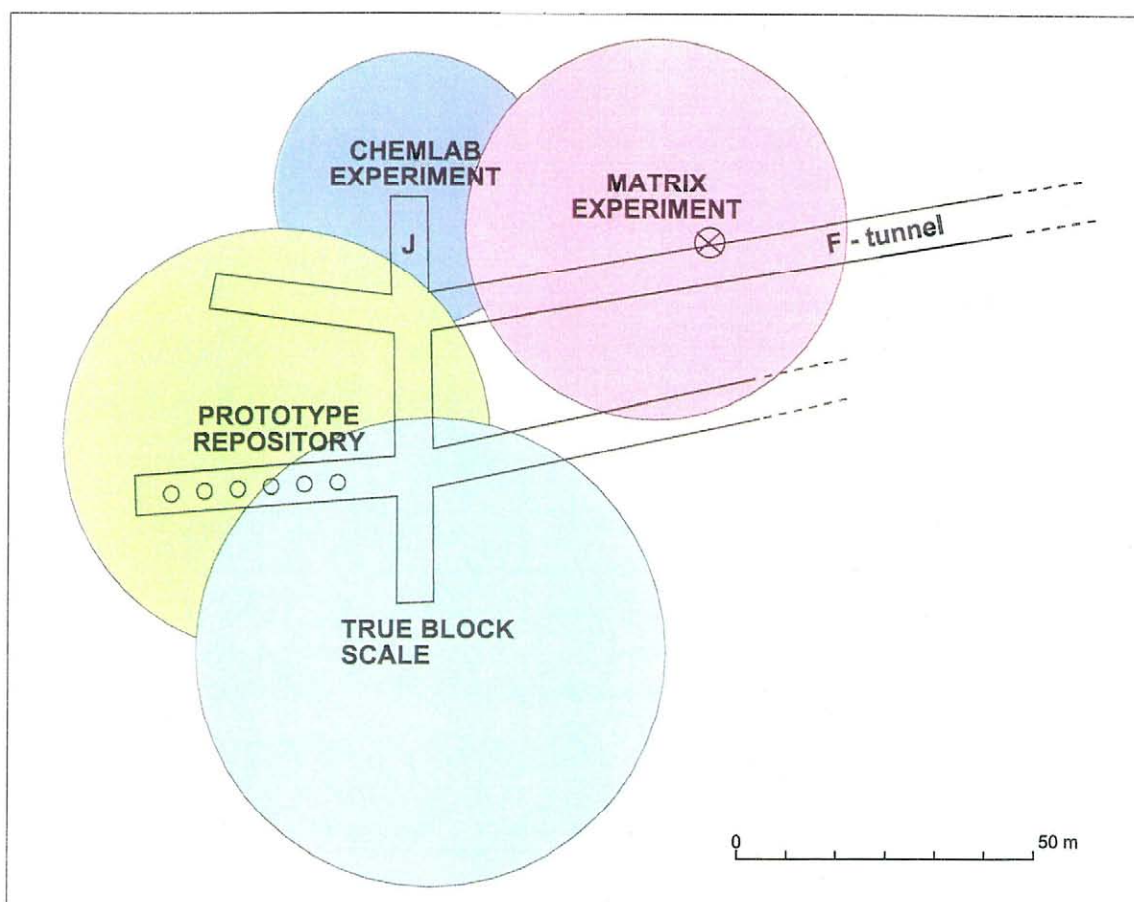 CHEMLAB
EXPERIMENT
MATRIX
EXPERIMENT
J
F - tunnel
PROTOTYPE
REPOSITORY
TRUE BLOCK
SCALE
0
50 m